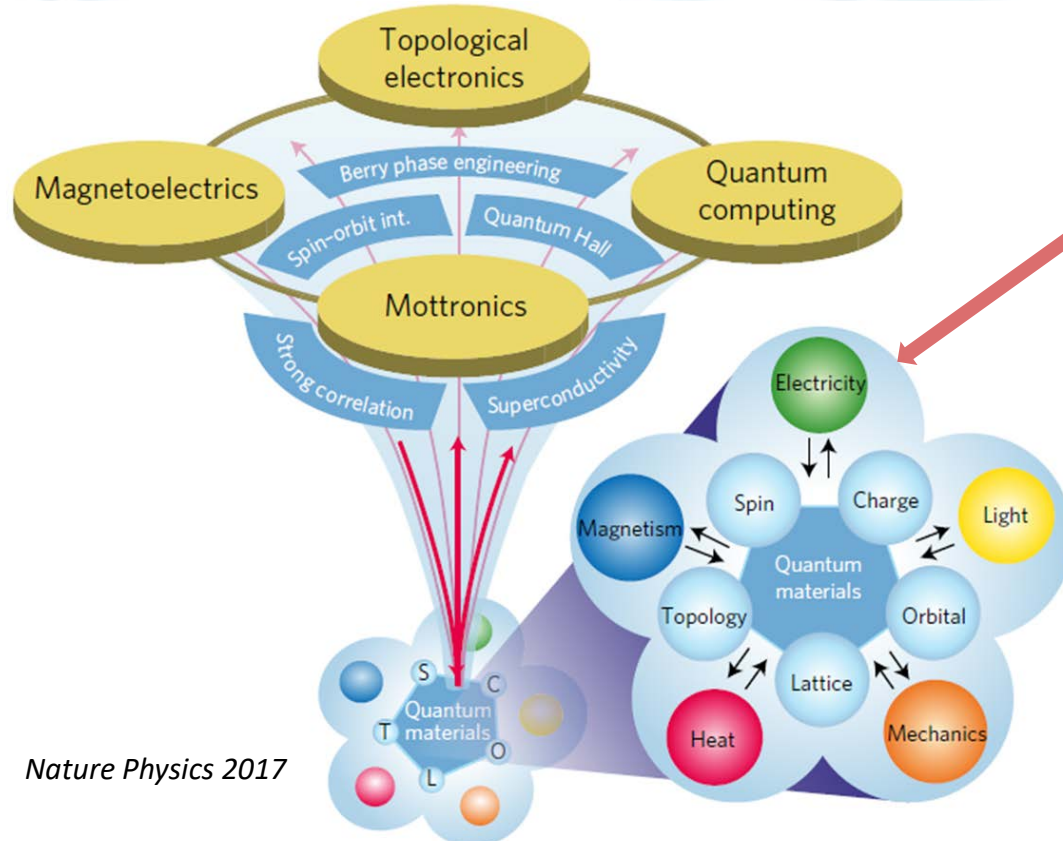 Topological
electronics
Magnetoelectrics
Berry phase engineering
Quantum
computing
Spin-orbit int.
Quantum Hall
Mottronics
Strong correlation
Superconductivity
Electricity
Spin
Charge
Magnetism
Light
Quantum
materials
Topology
Orbital
Lattice
Heat
Mechanics
S
C
Quantum
materials
T
O
L
Nature Physics 2017